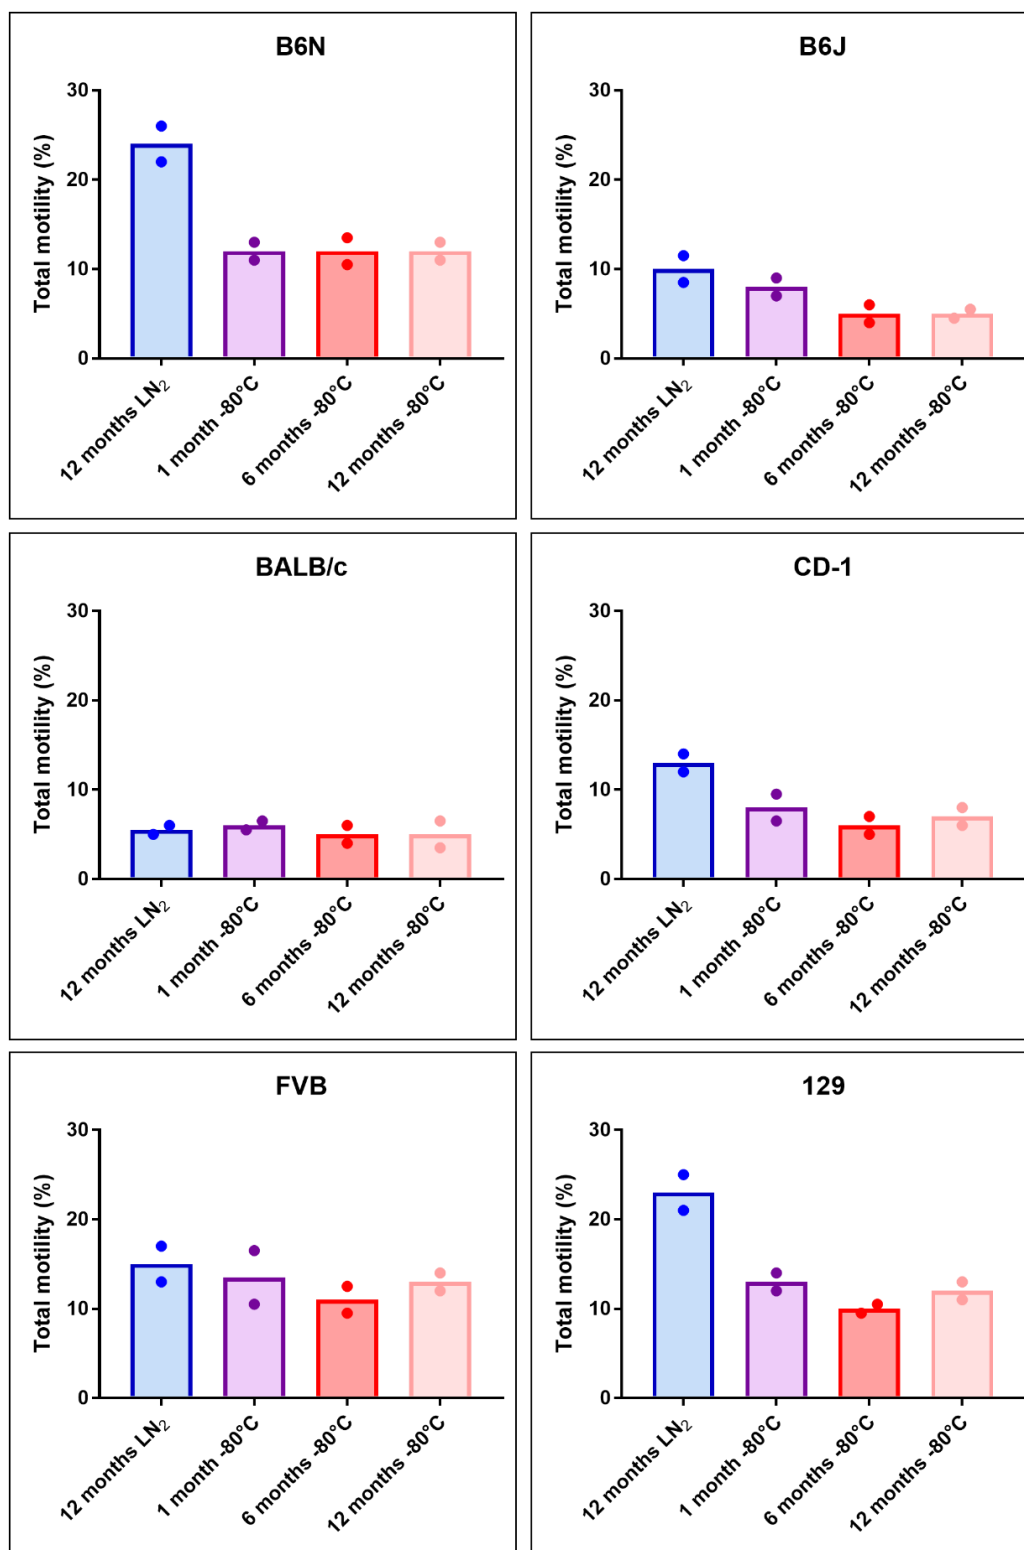 B6N
Total motility (%)
30
20
10
0
12 months LN₂
1 month -80°C
6 months -80°C
12 months -80°C
B6J
Total motility (%)
30
20
10
0
12 months LN₂
1 month -80°C
6 months -80°C
12 months -80°C
BALB/c
Total motility (%)
30
20
10
0
12 months LN₂
1 month -80°C
6 months -80°C
12 months -80°C
CD-1
Total motility (%)
30
20
10
0
12 months LN₂
1 month -80°C
6 months -80°C
12 months -80°C
FVB
Total motility (%)
30
20
10
0
12 months LN₂
1 month -80°C
6 months -80°C
12 months -80°C
129
Total motility (%)
30
20
10
0
12 months LN₂
1 month -80°C
6 months -80°C
12 months -80°C